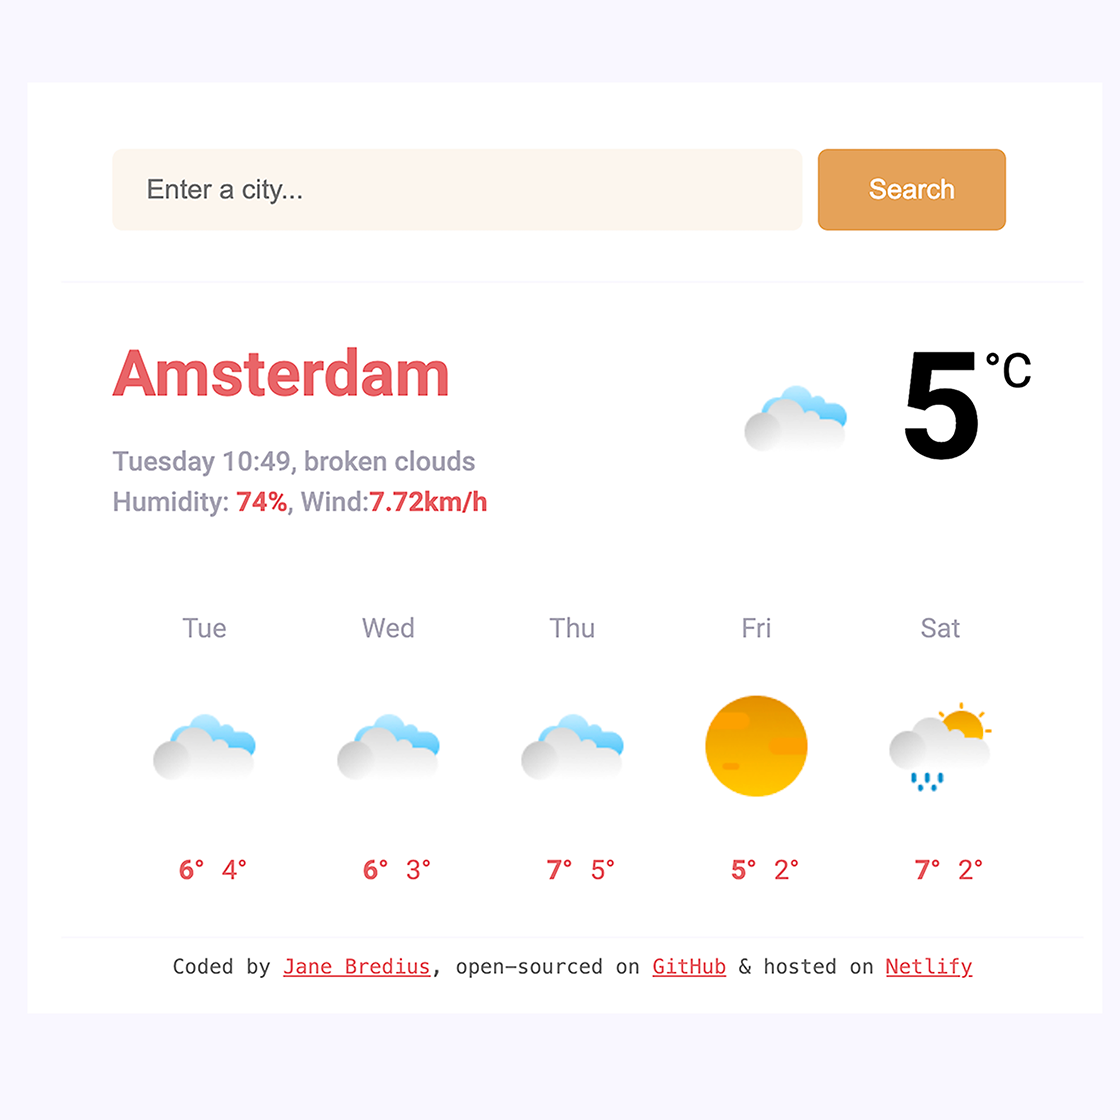 Enter a city...
Search
Amsterdam
5 °C
Tuesday 10:49, broken clouds
Humidity: 74%, Wind:7.72km/h
Tue Wed Thu Fri Sat
6° 4° 6° 3° 7° 5° 5° 2° 7° 2°
Coded by Jane Bredius, open-sourced on GitHub & hosted on Netlify